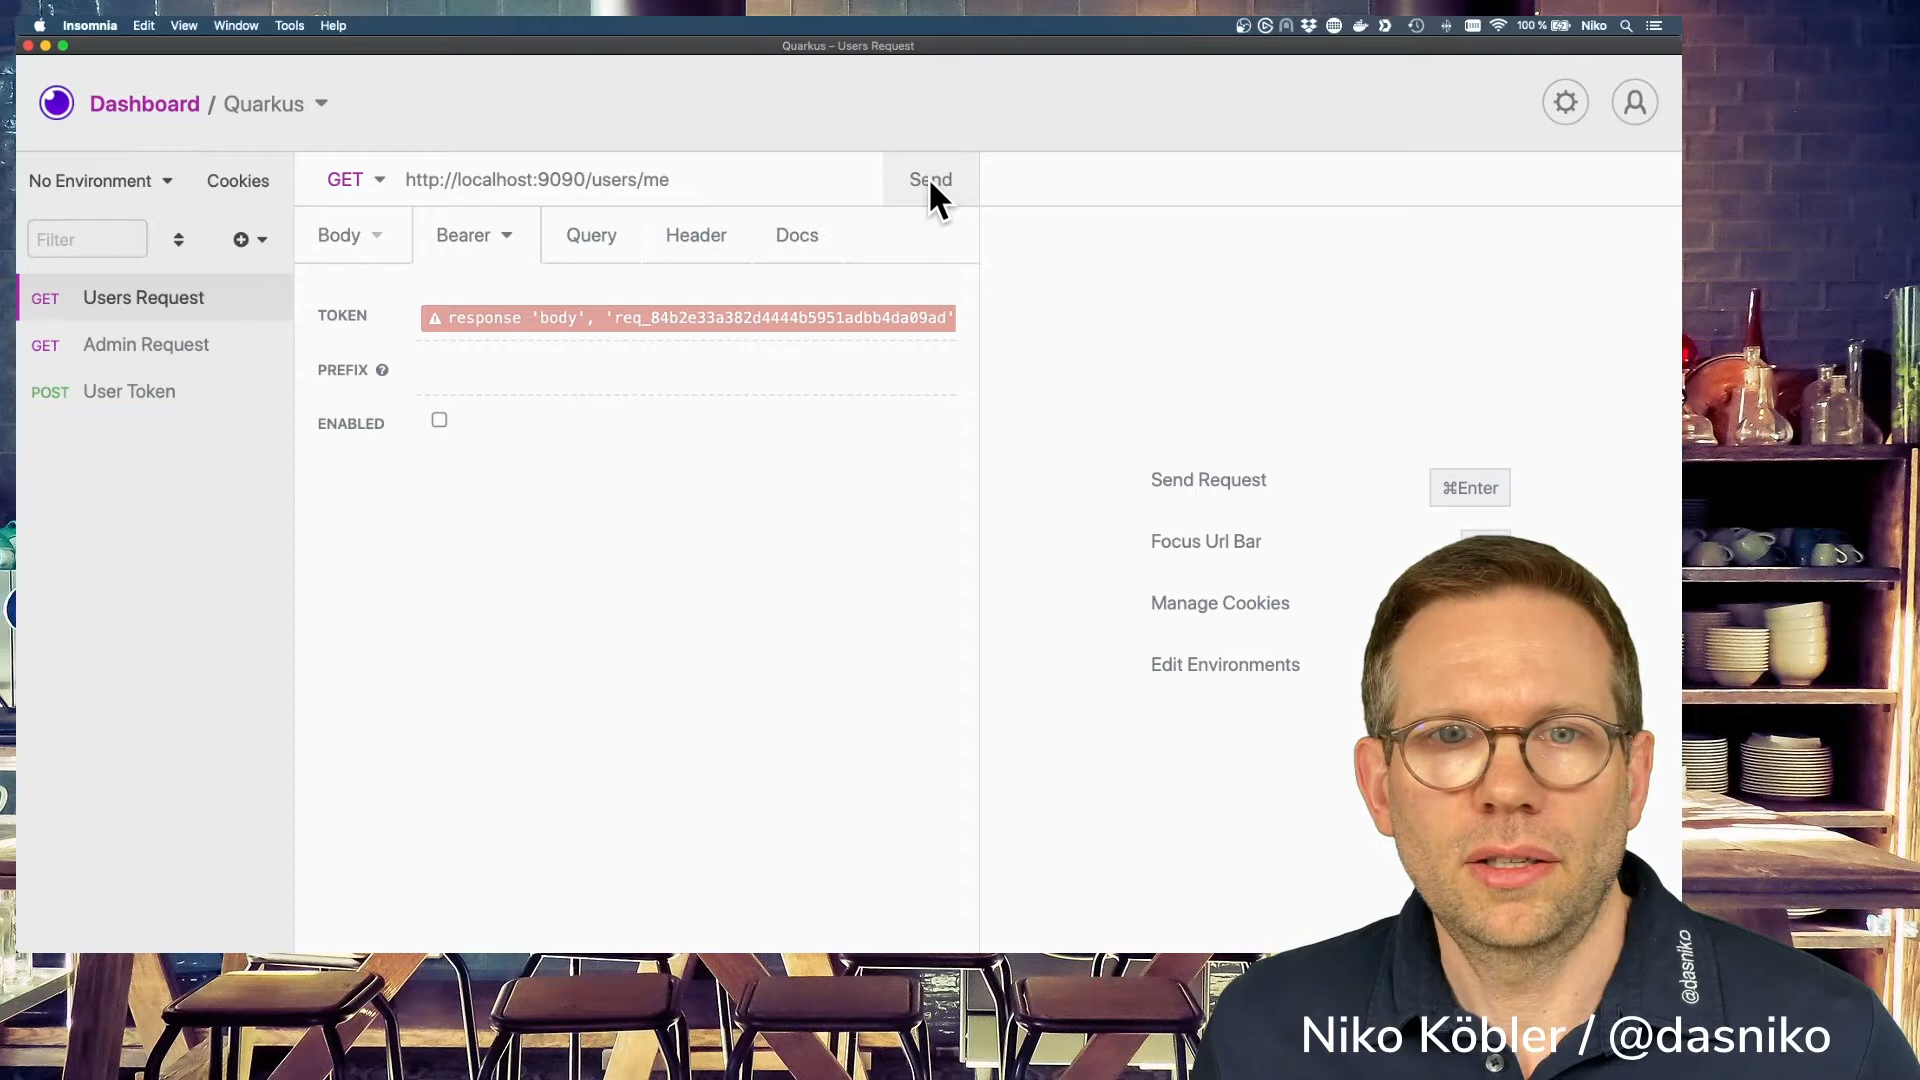 Insomnia Edit View Window Tools Help
100 % Niko
Quarkus – Users Request
Dashboard / Quarkus
No Environment Cookies
GET http://localhost:9090/users/me Send
Filter
Body Bearer Query Header Docs
GET Users Request
GET Admin Request
POST User Token
TOKEN response 'body', 'req_84b2e33a382d4444b5951adbb4da09ad'
PREFIX
ENABLED
Send Request ⌘Enter
Focus Url Bar
Manage Cookies
Edit Environments
@dasniko
Niko Köbler / @dasniko